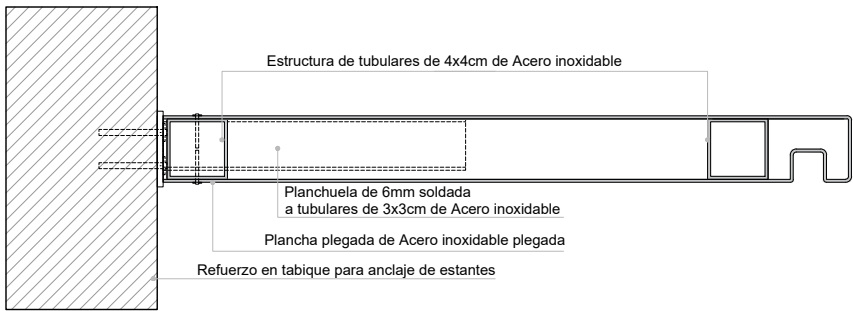 Estructura de tubulares de 4x4cm de Acero inoxidable
Planchuela de 6mm soldada
a tubulares de 3x3cm de Acero inoxidable
Plancha plegada de Acero inoxidable plegada
Refuerzo en tabique para anclaje de estantes